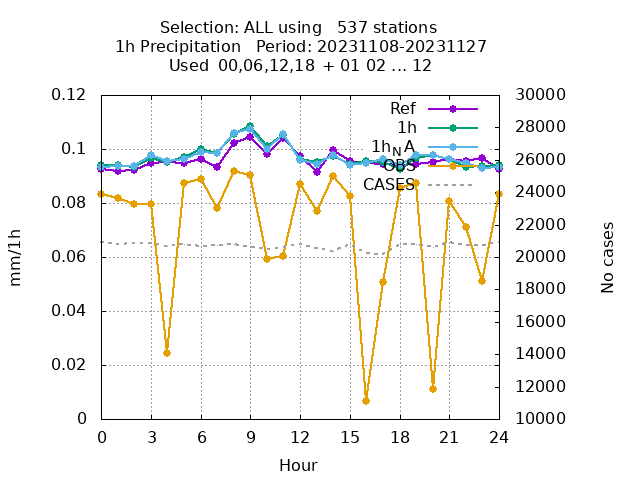 Selection: ALL using 537 stations
1h Precipitation Period: 20231108-20231127
Used 00,06,12,18 + 01 02 ... 12
0.12 30000
28000
Ref
1h
0.1 1h_NA 26000
OBS
CASES 24000
0.08
22000
0.06 20000
18000
0.04
16000
0.02 14000
12000
0 10000
mm/1h
No cases
0 3 6 9 12 15 18 21 24
Hour